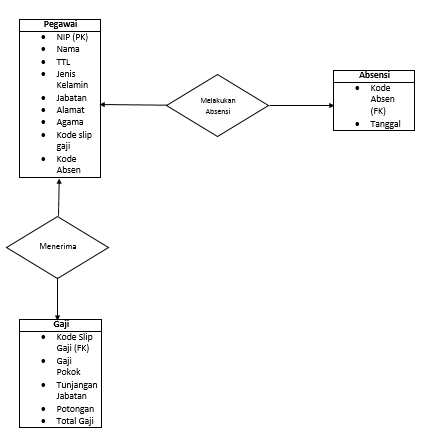 Pegawai
• NIP (PK)
• Nama
• TTL
• Jenis
Kelamin
• Jabatan
• Alamat
• Agama
• Kode slip
gaji
• Kode
Absen
Melakukan
Absensi
Absensi
• Kode
Absen
(FK)
• Tanggal
Menerima
Gaji
• Kode Slip
Gaji (FK)
• Gaji
Pokok
• Tunjangan
Jabatan
• Potongan
• Total Gaji